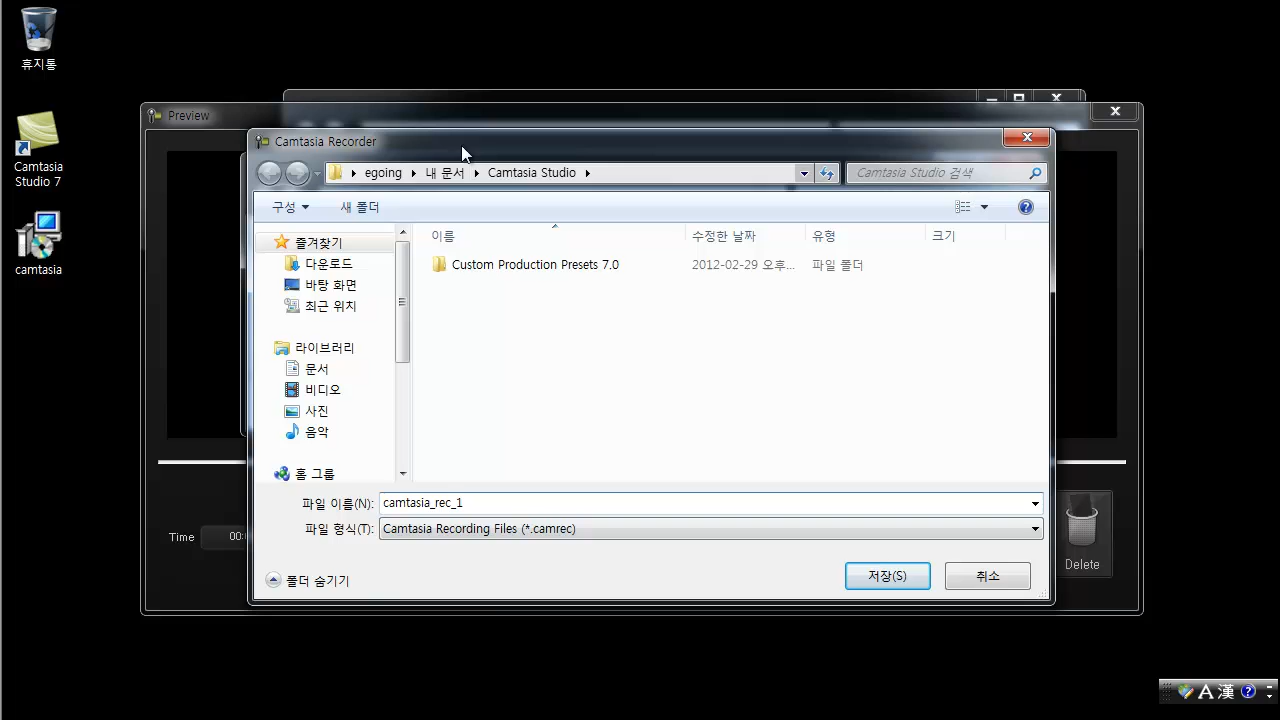 휴지통
Camtasia
Studio 7
camtasia
Preview
Camtasia Recorder
egoing
내 문서
Camtasia Studio
Camtasia Studio 검색
구성
새 폴더
즐겨찾기
다운로드
바탕 화면
최근 위치
라이브러리
문서
비디오
사진
음악
홈 그룹
이름
수정한 날짜
유형
크기
Custom Production Presets 7.0
2012-02-29 오후...
파일 폴더
파일 이름(N):
camtasia_rec_1
파일 형식(T):
Camtasia Recording Files (*.camrec)
폴더 숨기기
저장(S)
취소
Time
00:
Delete
A 漢